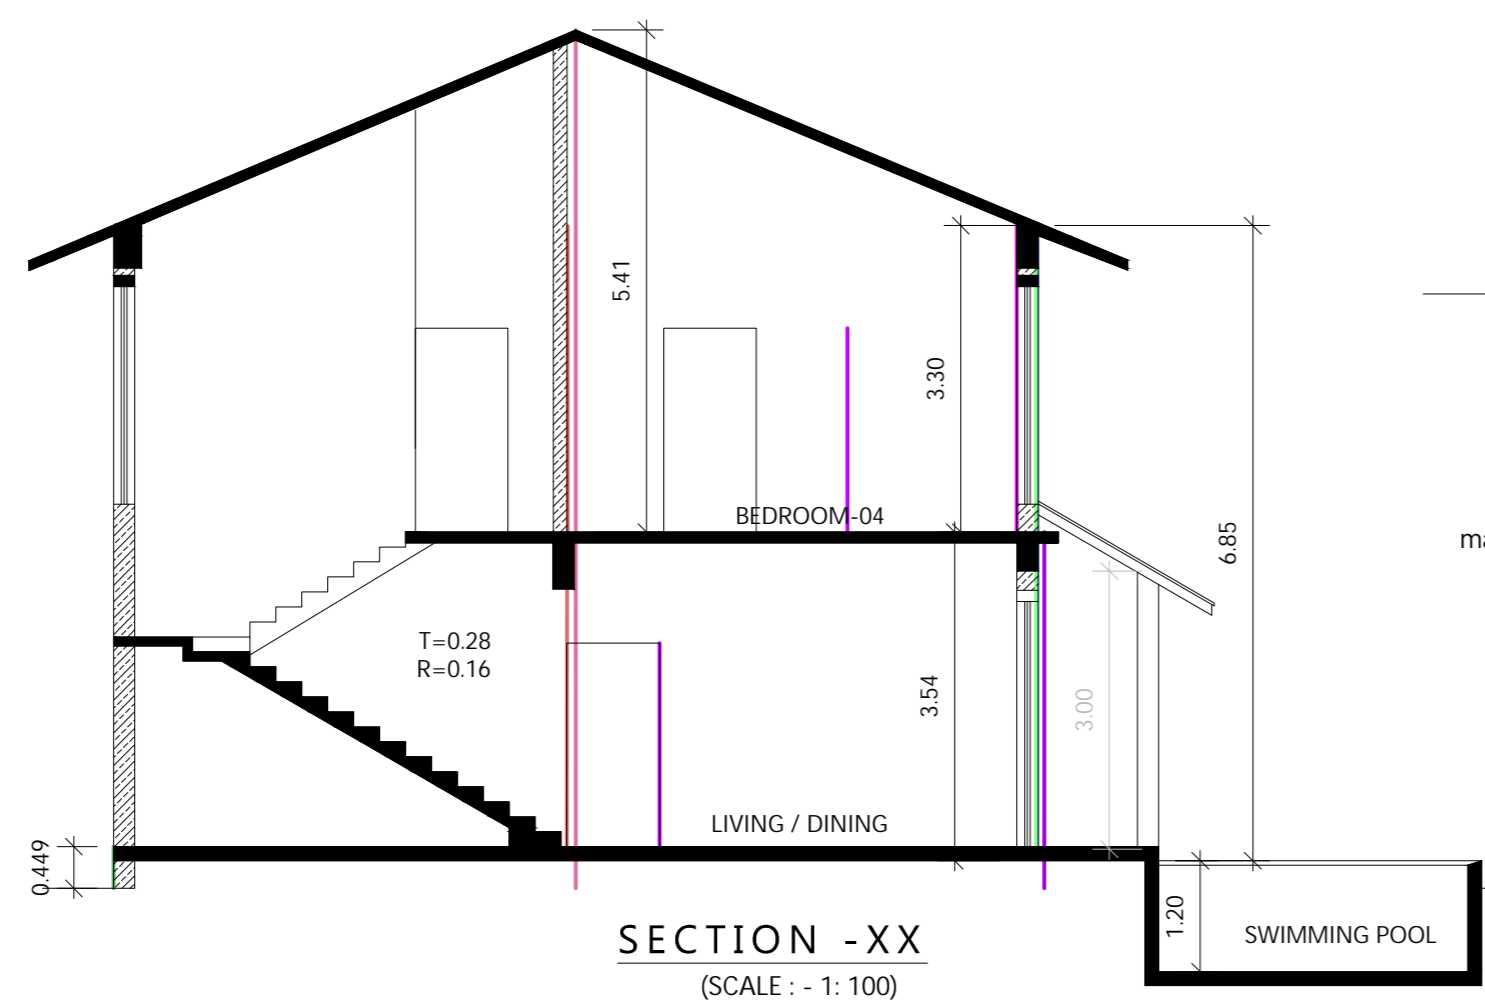 5.41
3.30
6.85
BEDROOM-04
ma
T=0.28
R=0.16
3.54
3.00
LIVING / DINING
0.449
1.20
SWIMMING POOL
SECTION -XX
(SCALE : - 1: 100)